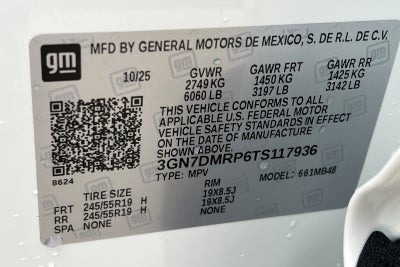 gm
MFD BY GENERAL MOTORS DE MEXICO, S. DE R.L. DE C.V.
10/25 GVWR GAWR FRT GAWR RR
2749 KG 1450 KG 1425 KG
6060 LB 3197 LB 3142 LB
THIS VEHICLE CONFORMS TO ALL
APPLICABLE U.S. FEDERAL MOTOR
VEHICLE SAFETY STANDARDS IN EFFECT
ON THE DATE OF MANUFACTURE
SHOWN ABOVE.
3GN7DMRP6TS117936
8624
TYPE: MPV MODEL: 661MB48
TIRE SIZE RIM
FRT 245/55R19 H 19X8.5J
RR 245/55R19 H 19X8.5J
SPA NONE NONE